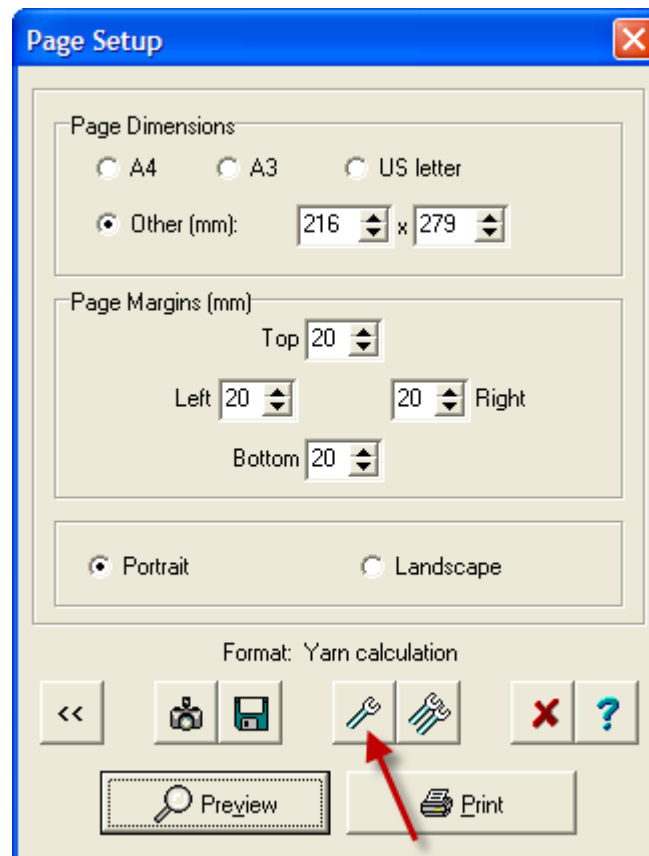 Page Setup
Page Dimensions
A4 A3 US letter
Other (mm): 216 x 279
Page Margins (mm)
Top 20
Left 20 20 Right
Bottom 20
Portrait Landscape
Format: Yarn calculation
<< ?
Preview Print